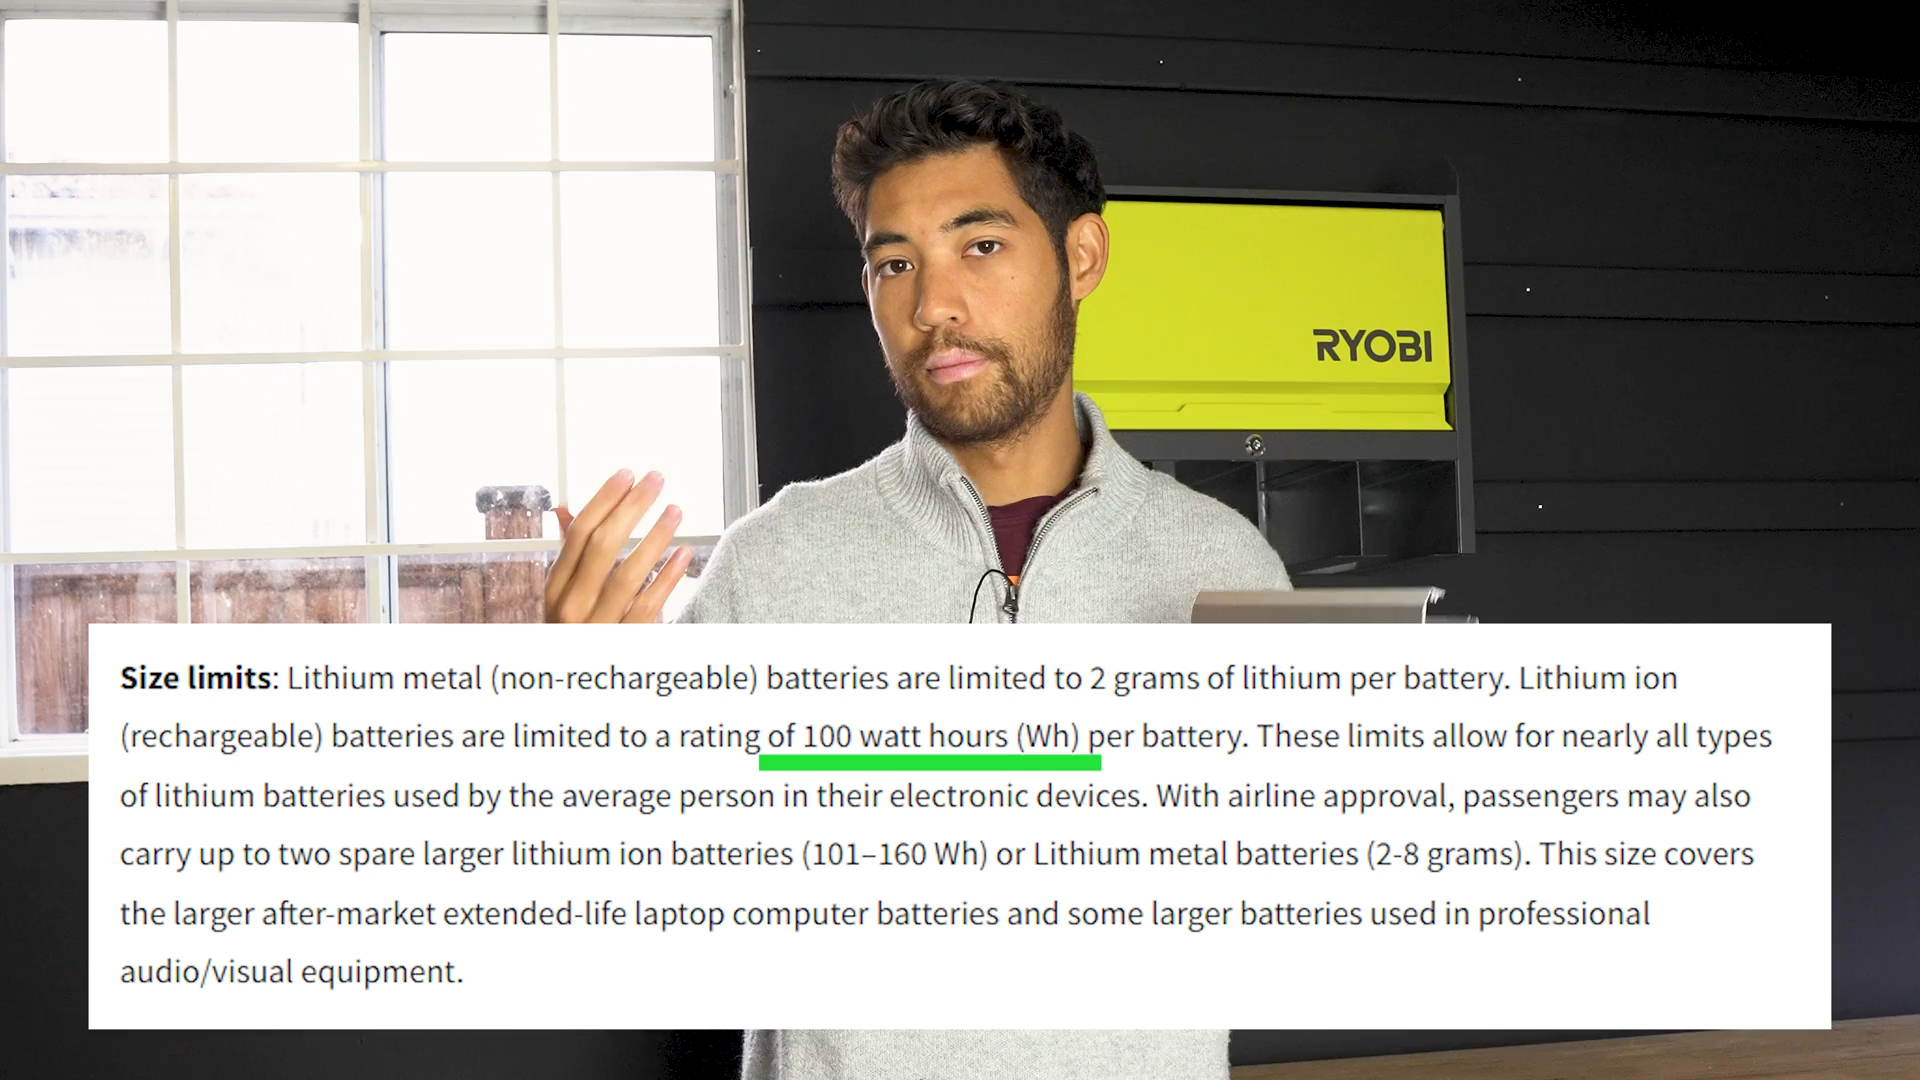 RYOBI
Size limits: Lithium metal (non-rechargeable) batteries are limited to 2 grams of lithium per battery. Lithium ion
(rechargeable) batteries are limited to a rating of 100 watt hours (Wh) per battery. These limits allow for nearly all types
of lithium batteries used by the average person in their electronic devices. With airline approval, passengers may also
carry up to two spare larger lithium ion batteries (101–160 Wh) or Lithium metal batteries (2-8 grams). This size covers
the larger after-market extended-life laptop computer batteries and some larger batteries used in professional
audio/visual equipment.